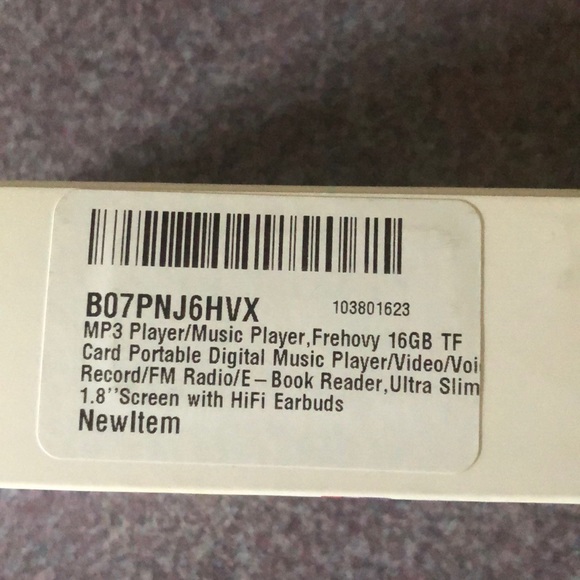 B07PNJ6HVX 103801623
MP3 Player/Music Player,Frehovy 16GB TF
Card Portable Digital Music Player/Video/Voi
Record/FM Radio/E-Book Reader,Ultra Slim
1.8''Screen with HiFi Earbuds
NewItem